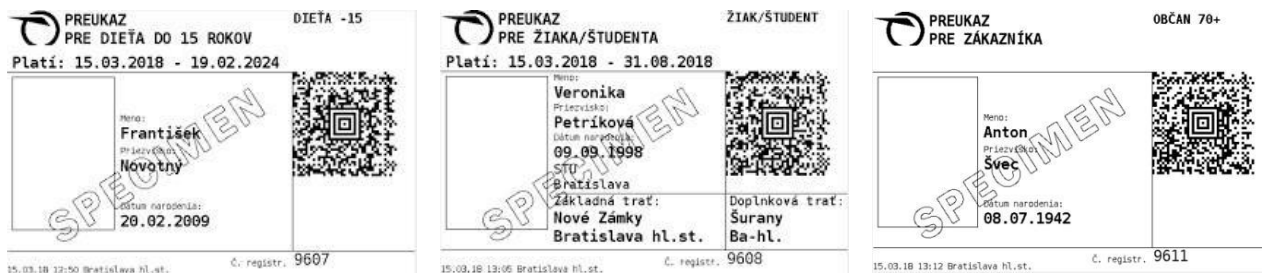 PREUKAZ
PRE DIEŤA DO 15 ROKOV
DIEŤA -15
Platí: 15.03.2018 - 19.02.2024
Meno:
František
Priezvisko:
Novotný
Dátum narodenia:
20.02.2009
SPECIMEN
15.03.18 12:50 Bratislava hl.st.
Č. registr. 9607
PREUKAZ
PRE ŽIAKA/ŠTUDENTA
ŽIAK/ŠTUDENT
Platí: 15.03.2018 - 31.08.2018
Meno:
Veronika
Priezvisko:
Petríková
Dátum narodenia:
09.09.1998
STU
Bratislava
SPECIMEN
Základná trať:
Nové Zámky
Bratislava hl.st.
Doplnková trať:
Šurany
Ba-hl.
15.03.18 13:05 Bratislava hl.st.
Č. registr. 9608
PREUKAZ
PRE ZÁKAZNÍKA
OBČAN 70+
Meno:
Anton
Priezvisko:
Švec
Dátum narodenia:
08.07.1942
SPECIMEN
15.03.18 13:12 Bratislava hl.st.
Č. registr. 9611